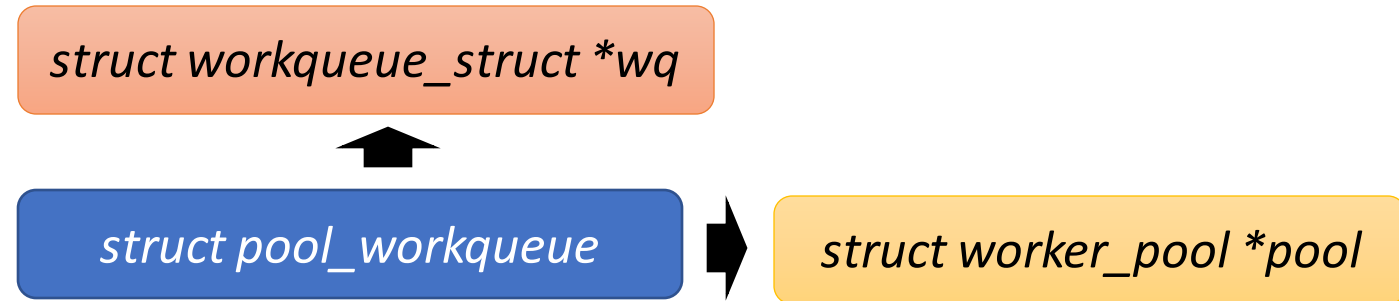 struct workqueue_struct *wq
struct pool_workqueue
struct worker_pool *pool